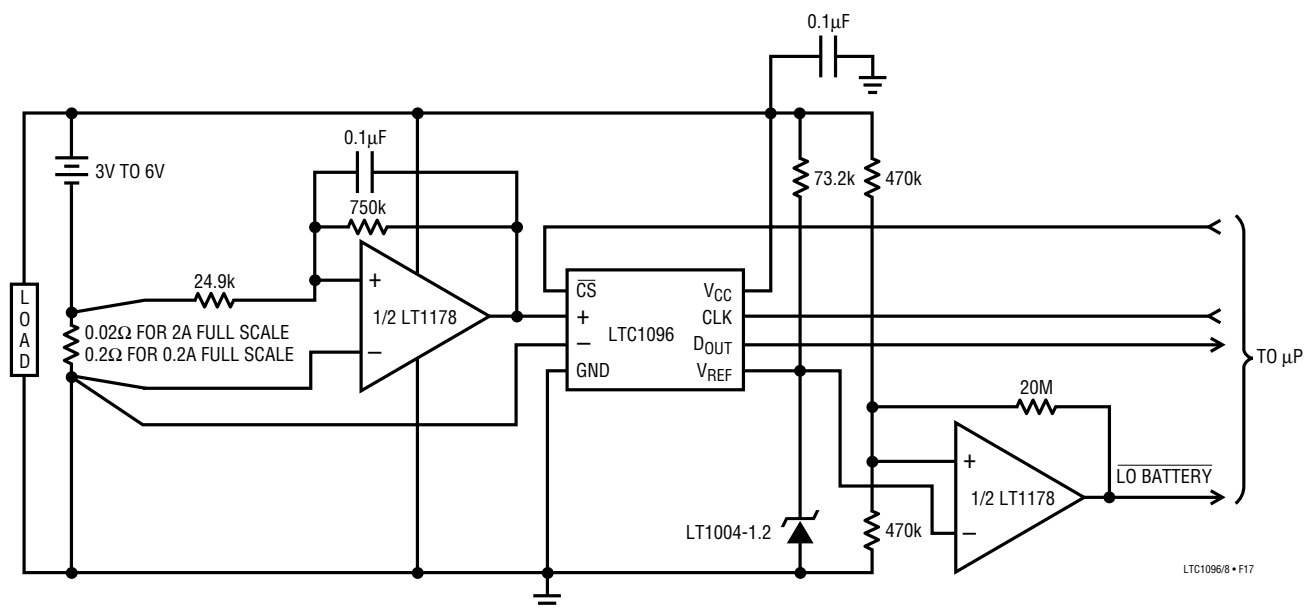 0.1µF
0.1µF
3V TO 6V
73.2k
470k
750k
24.9k
L
O
A
D
+
–
1/2 LT1178
0.02Ω FOR 2A FULL SCALE
0.2Ω FOR 0.2A FULL SCALE
CS
+
–
GND
LTC1096
VCC
CLK
DOUT
VREF
TO µP
20M
+
–
1/2 LT1178
LO BATTERY
LT1004-1.2
470k
LTC1096/8 • F17